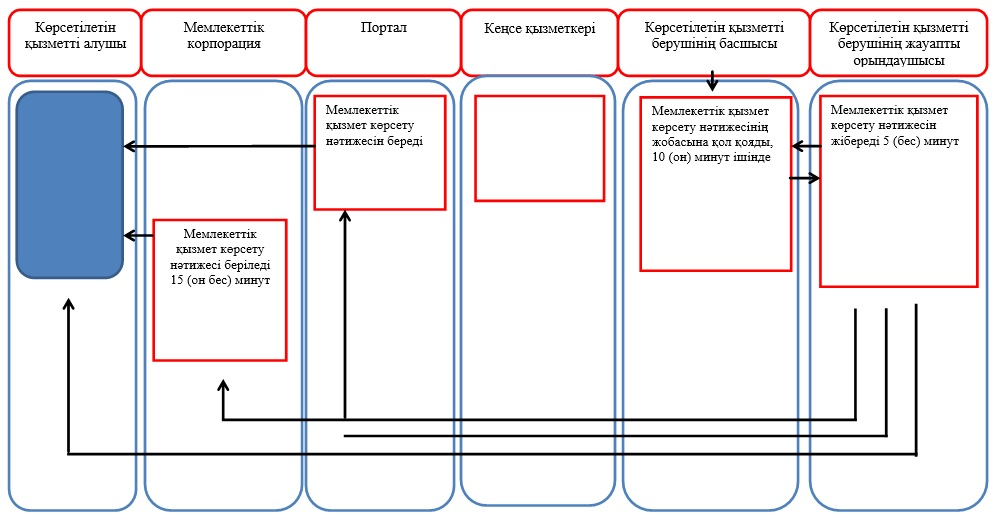 Көрсетілетін
қызметті алушы
Мемлекеттік
корпорация
Портал
Кеңсе қызметкері
Көрсетілетін қызметті
берушінің басшысы
Көрсетілетін қызметті
берушінің жауапты
орындаушысы
Мемлекеттік
қызмет көрсету
нәтижесін береді
Мемлекеттік қызмет
көрсету нәтижесінің
жобасына қол қояды,
10 (он) минут ішінде
Мемлекеттік қызмет
көрсету нәтижесін
жібереді 5 (бес) минут
Мемлекеттік
қызмет көрсету
нәтижесі беріледі
15 (он бес) минут